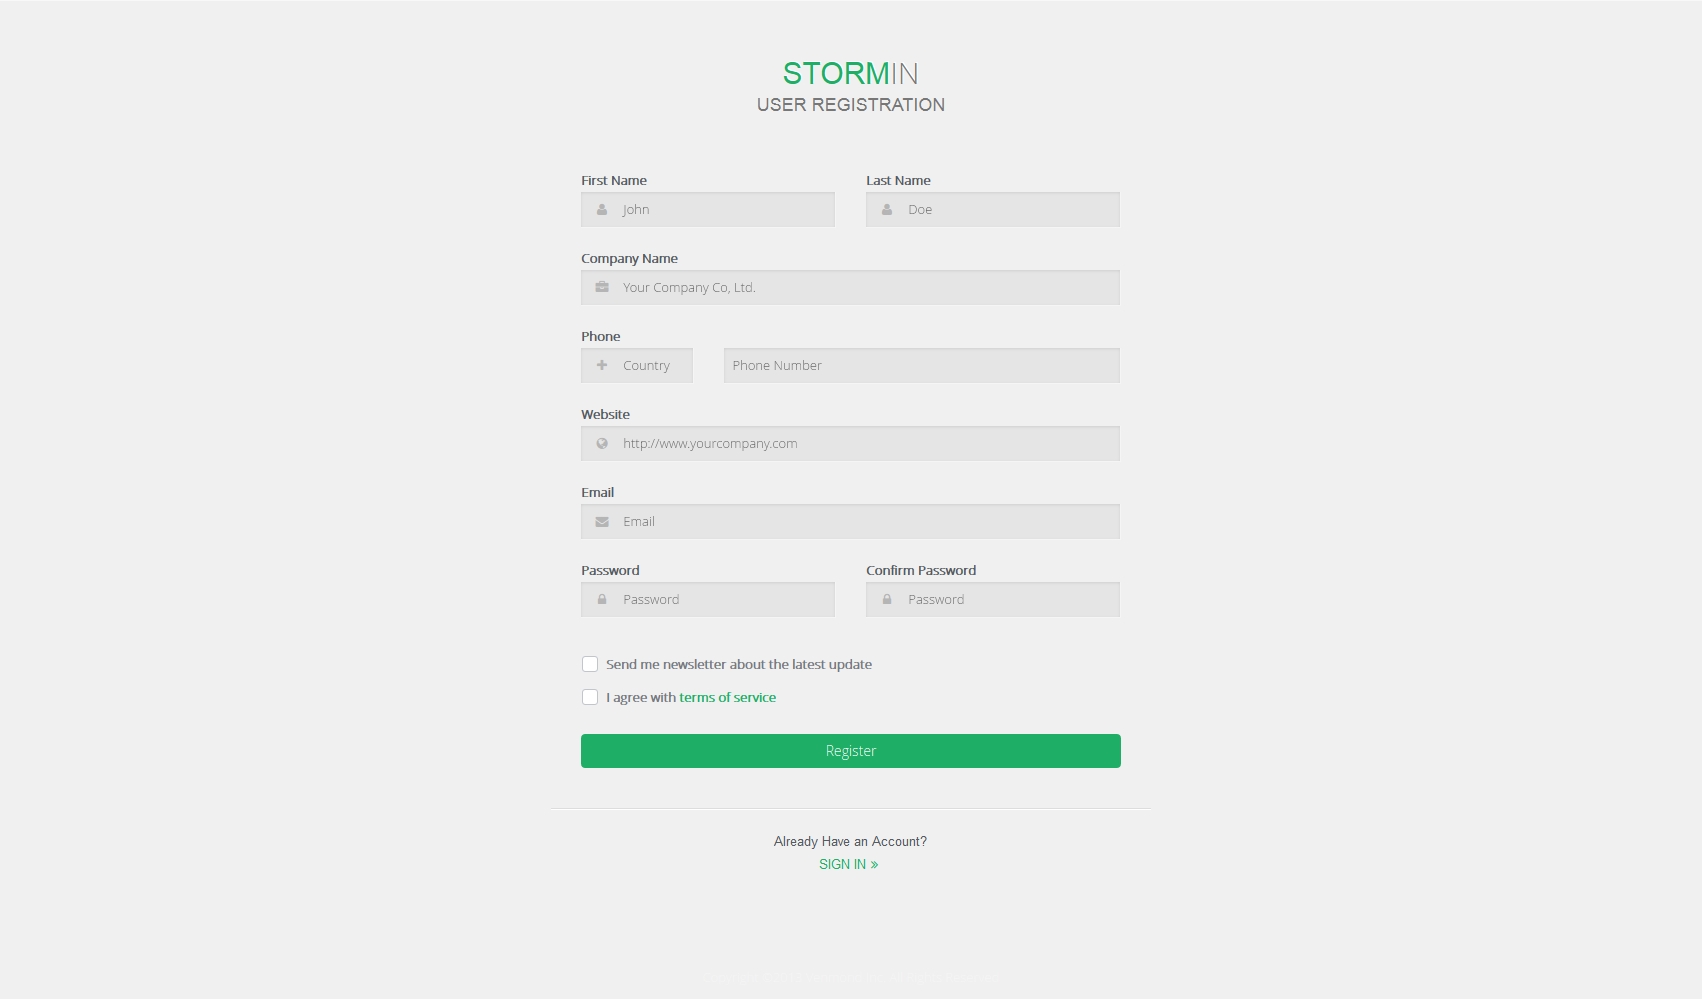 STORMIN
USER REGISTRATION
First Name Last Name
John Doe
Company Name
Your Company Co, Ltd.
Phone
Country Phone Number
Website
http://www.yourcompany.com
Email
Email
Password Confirm Password
Password Password
Send me newsletter about the latest update
I agree with terms of service
Register
Already Have an Account?
SIGN IN »